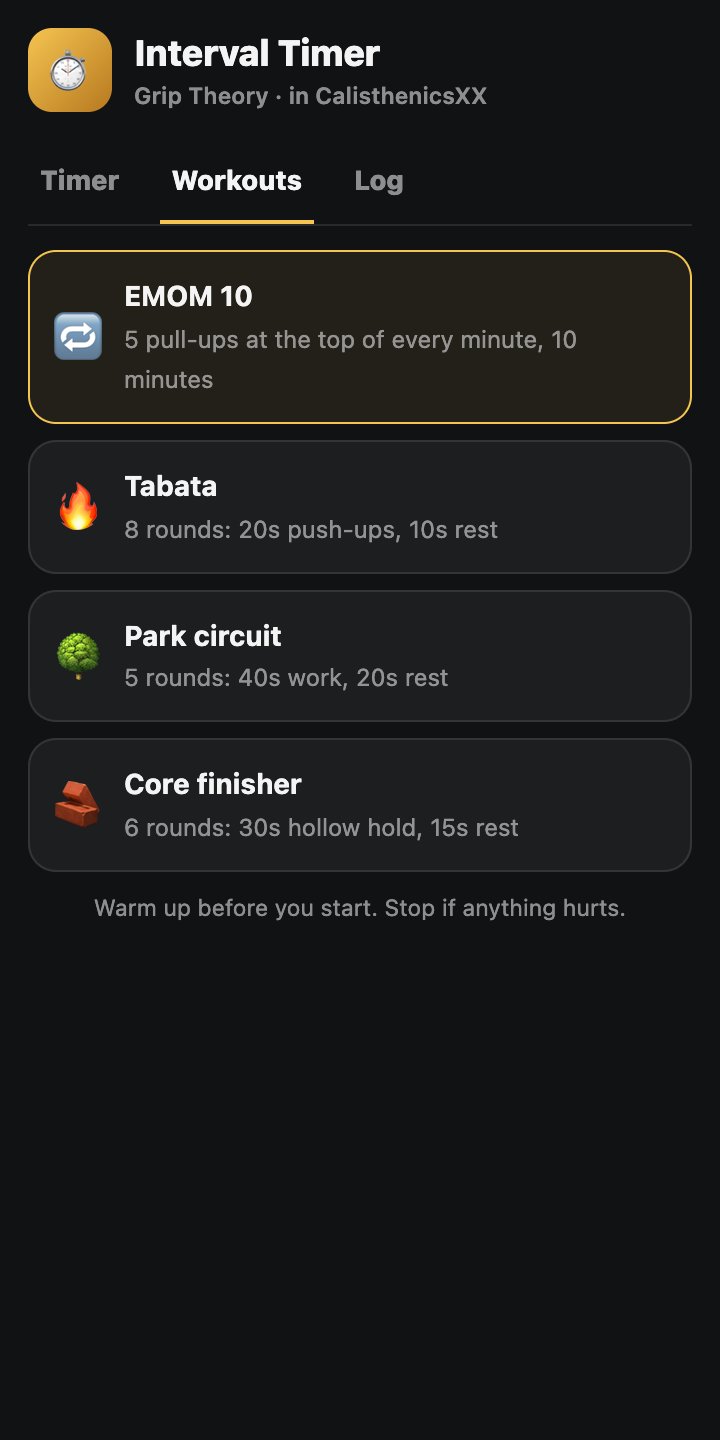 Interval Timer
Grip Theory · in CalisthenicsXX
Timer
Workouts
Log
EMOM 10
5 pull-ups at the top of every minute, 10
minutes
Tabata
8 rounds: 20s push-ups, 10s rest
Park circuit
5 rounds: 40s work, 20s rest
Core finisher
6 rounds: 30s hollow hold, 15s rest
Warm up before you start. Stop if anything hurts.